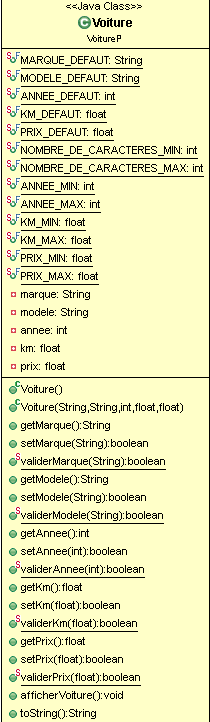 <<Java Class>>
Voiture
VoitureP
MARQUE_DEFAUT: String
MODELE_DEFAUT: String
ANNEE_DEFAUT: int
KM_DEFAUT: float
PRIX_DEFAUT: float
NOMBRE_DE_CARACTERES_MIN: int
NOMBRE_DE_CARACTERES_MAX: int
ANNEE_MIN: int
ANNEE_MAX: int
KM_MIN: float
KM_MAX: float
PRIX_MIN: float
PRIX_MAX: float
marque: String
modele: String
annee: int
km: float
prix: float
Voiture()
Voiture(String,String,int,float,float)
getMarque():String
setMarque(String):boolean
validerMarque(String):boolean
getModele():String
setModele(String):boolean
validerModele(String):boolean
getAnnee():int
setAnnee(int):boolean
validerAnnee(int):boolean
getKm():float
setKm(float):boolean
validerKm(float):boolean
getPrix():float
setPrix(float):boolean
validerPrix(float):boolean
afficherVoiture():void
toString():String